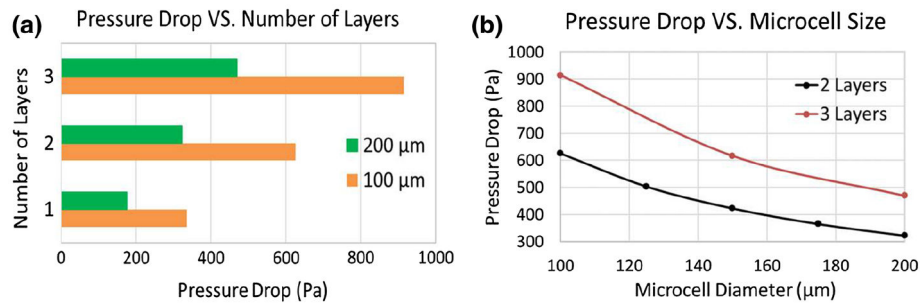 (a)
Pressure Drop VS. Number of Layers
Number of Layers
3
2
1
200 µm
100 µm
0 200 400 600 800 1000
Pressure Drop (Pa)
(b)
Pressure Drop VS. Microcell Size
Pressure Drop (Pa)
1000
900
800
700
600
500
400
300
2 Layers
3 Layers
100 120 140 160 180 200
Microcell Diameter (µm)